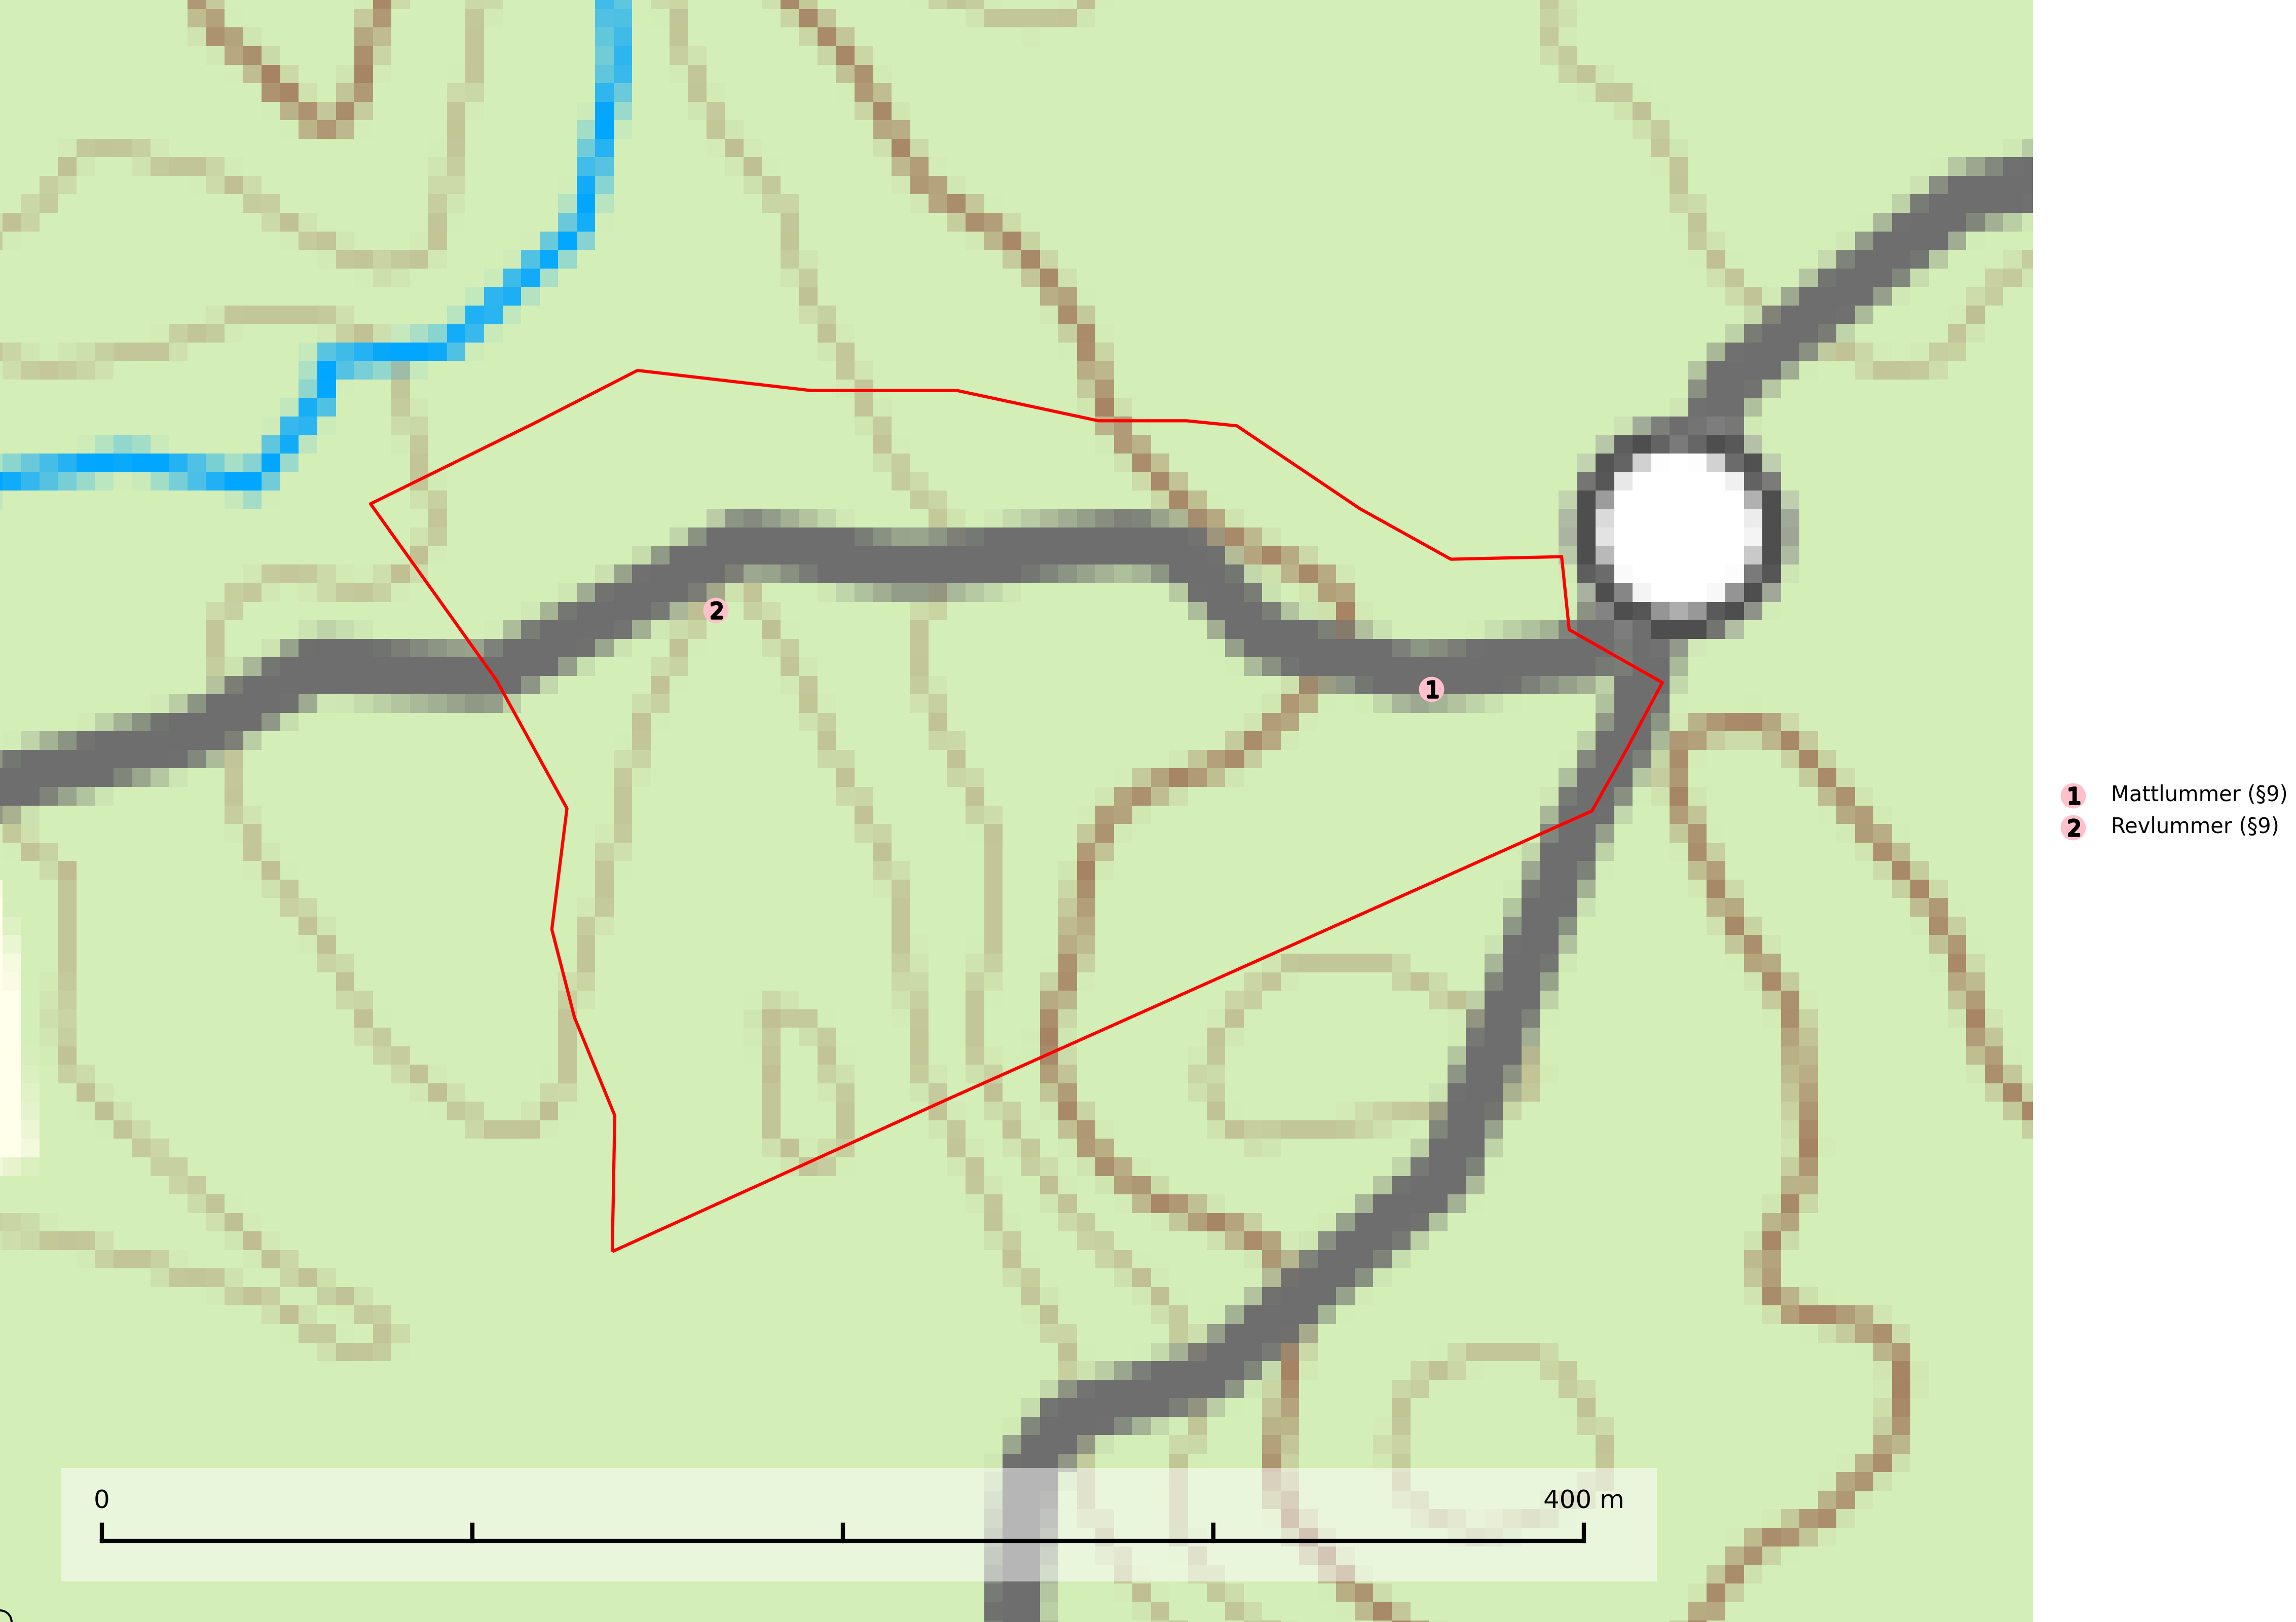 2
1
1 Mattlummer (§9)
2 Revlummer (§9)
0 400 m